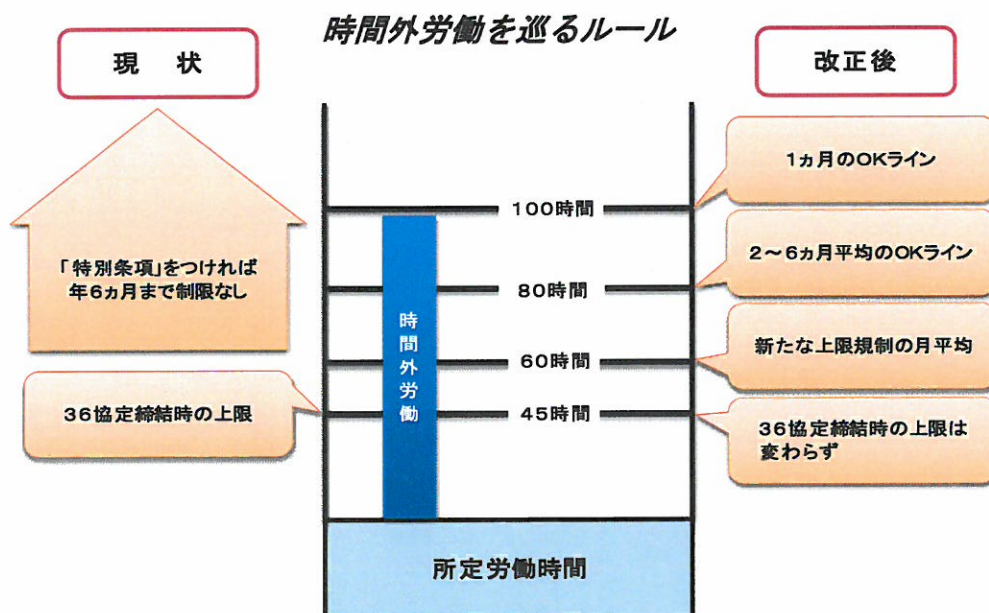 時間外労働を巡るルール
現 状
改正後
「特別条項」をつければ
年6ヵ月まで制限なし
36協定締結時の上限
100時間
80時間
60時間
45時間
時間外労働
所定労働時間
1ヵ月のOKライン
2～6ヵ月平均のOKライン
新たな上限規制の月平均
36協定締結時の上限は
変わらず